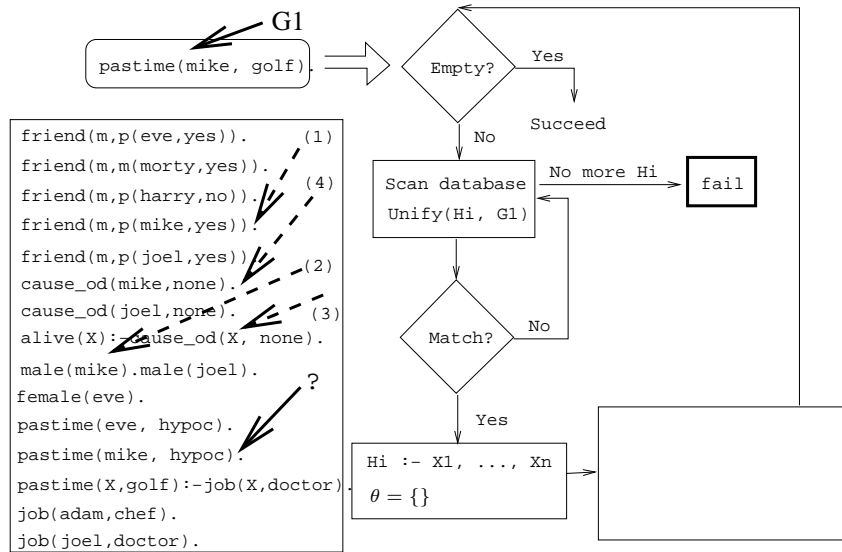 G1
pastime(mike, golf).
Empty?
Yes
Succeed
No
Scan database
Unify(Hi, G1)
No more Hi
fail
Match?
No
Yes
Hi :- X1, ..., Xn
θ = {}
friend(m,p(eve,yes)).
(1)
friend(m,m(morty,yes)).
friend(m,p(harry,no)).
(4)
friend(m,p(mike,yes)).
friend(m,p(joel,yes)).
(2)
cause_od(mike,none).
cause_od(joel,none).
(3)
alive(X):-cause_od(X, none).
male(mike).male(joel).
female(eve).
?
pastime(eve, hypoc).
pastime(mike, hypoc).
pastime(X,golf):-job(X,doctor).
job(adam,chef).
job(joel,doctor).